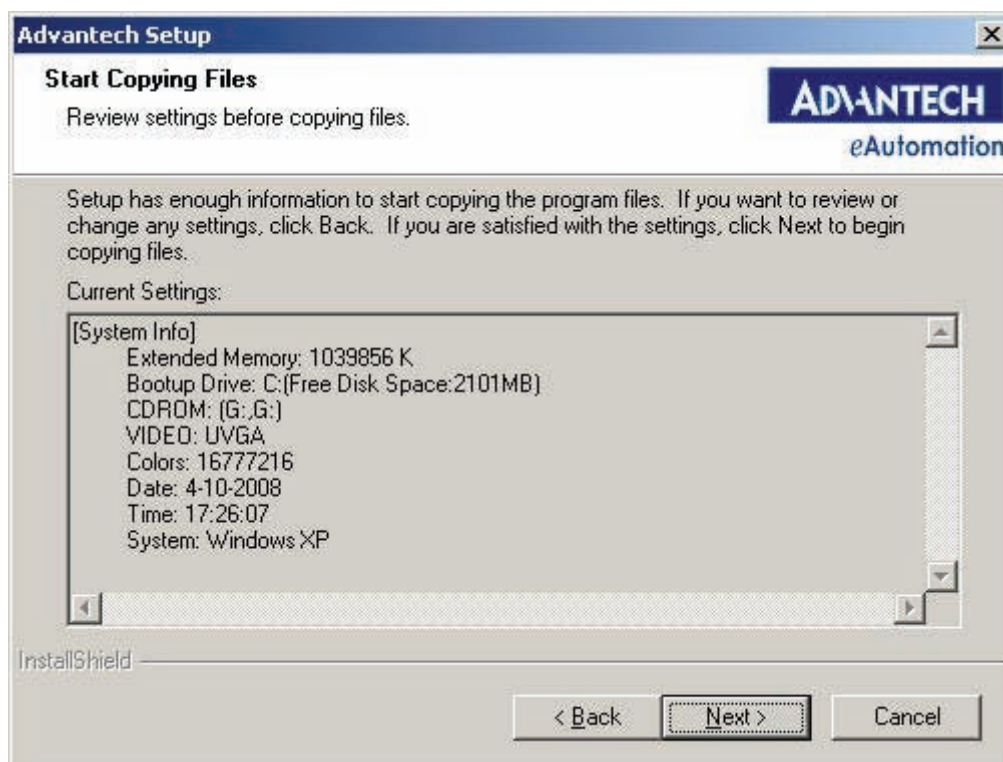 Advantech Setup
Start Copying Files
Review settings before copying files.
ADVANTECH
eAutomation
Setup has enough information to start copying the program files. If you want to review or
change any settings, click Back. If you are satisfied with the settings, click Next to begin
copying files.
Current Settings:
[System Info]
Extended Memory: 1039856 K
Bootup Drive: C:(Free Disk Space:2101MB)
CDROM: (G:,G:)
VIDEO: UVGA
Colors: 16777216
Date: 4-10-2008
Time: 17:26:07
System: Windows XP
InstallShield
< Back
Next >
Cancel